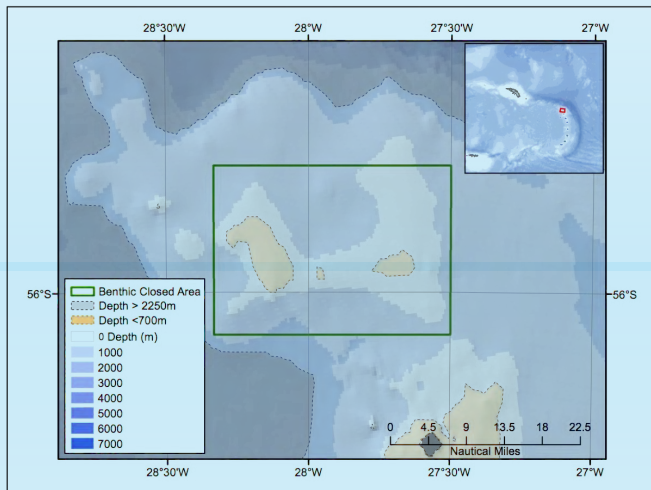 28°30'W 28°W 27°30'W 27°W
56°S 56°S
Benthic Closed Area
Depth > 2250m
Depth <700m
0 Depth (m)
1000
2000
3000
4000
5000
6000
7000
0 4.5 9 13.5 18 22.5
Nautical Miles
28°30'W 28°W 27°30'W 27°W